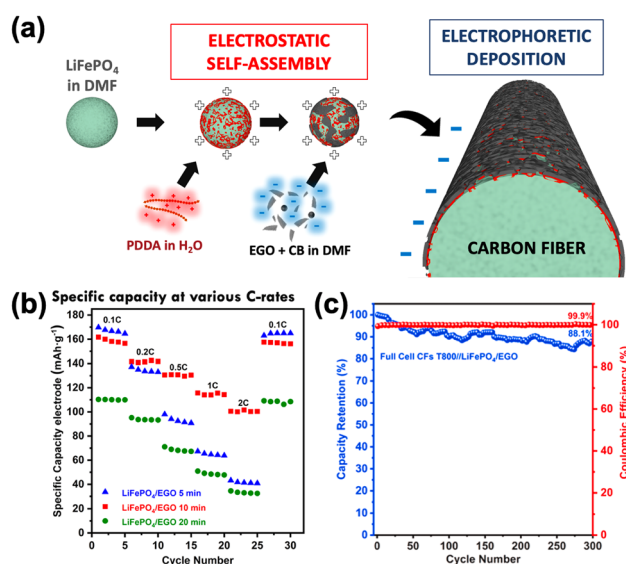 (a)
LiFePO₄
in DMF
ELECTROSTATIC
SELF-ASSEMBLY
ELECTROPHORETIC
DEPOSITION
PDDA in H₂O
EGO + CB in DMF
CARBON FIBER
(b)
Specific capacity at various C-rates
Specific Capacity electrode (mAh·g⁻¹)
180
160
140
120
100
80
60
40
20
0
0.1C
0.2C
0.5C
1C
2C
0.1C
LiFePO₄/EGO 5 min
LiFePO₄/EGO 10 min
LiFePO₄/EGO 20 min
0 5 10 15 20 25 30
Cycle Number
(c)
Capacity Retention (%)
100
90
80
70
60
50
40
30
20
10
0
99.9%
88.1%
Full Cell CFs T800//LiFePO₄/EGO
0 50 100 150 200 250 300
Cycle Number
100
80
60
40
20
0
Coulombic Efficiency (%)